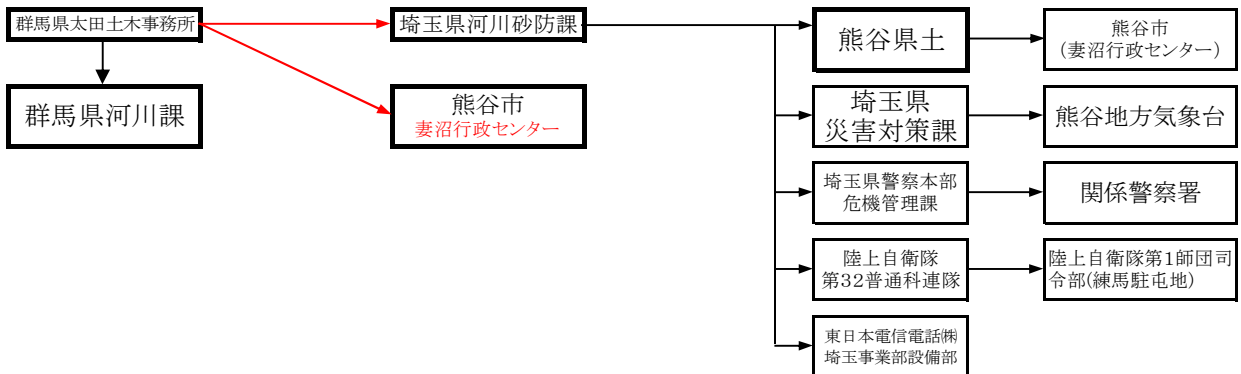 群馬県太田土木事務所
埼玉県河川砂防課
熊谷県土
熊谷市
(妻沼行政センター)
群馬県河川課
熊谷市
妻沼行政センター
埼玉県
災害対策課
熊谷地方気象台
埼玉県警察本部
危機管理課
関係警察署
陸上自衛隊
第32普通科連隊
陸上自衛隊第1師団司
令部(練馬駐屯地)
東日本電信電話㈱
埼玉事業部設備部